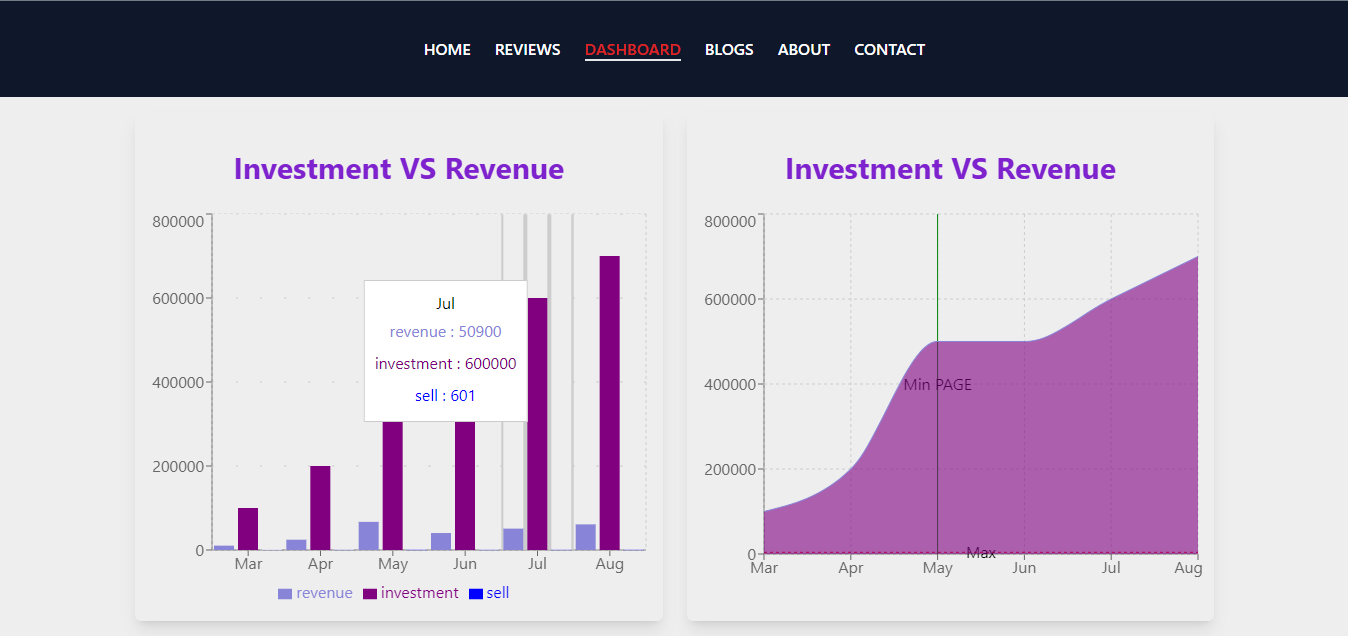 HOME REVIEWS DASHBOARD BLOGS ABOUT CONTACT
Investment VS Revenue
800000
600000
400000
200000
0
Jul
revenue : 50900
investment : 600000
sell : 601
Mar Apr May Jun Jul Aug
revenue investment sell
Investment VS Revenue
800000
600000
400000
200000
0
Min PAGE
Max
Mar Apr May Jun Jul Aug